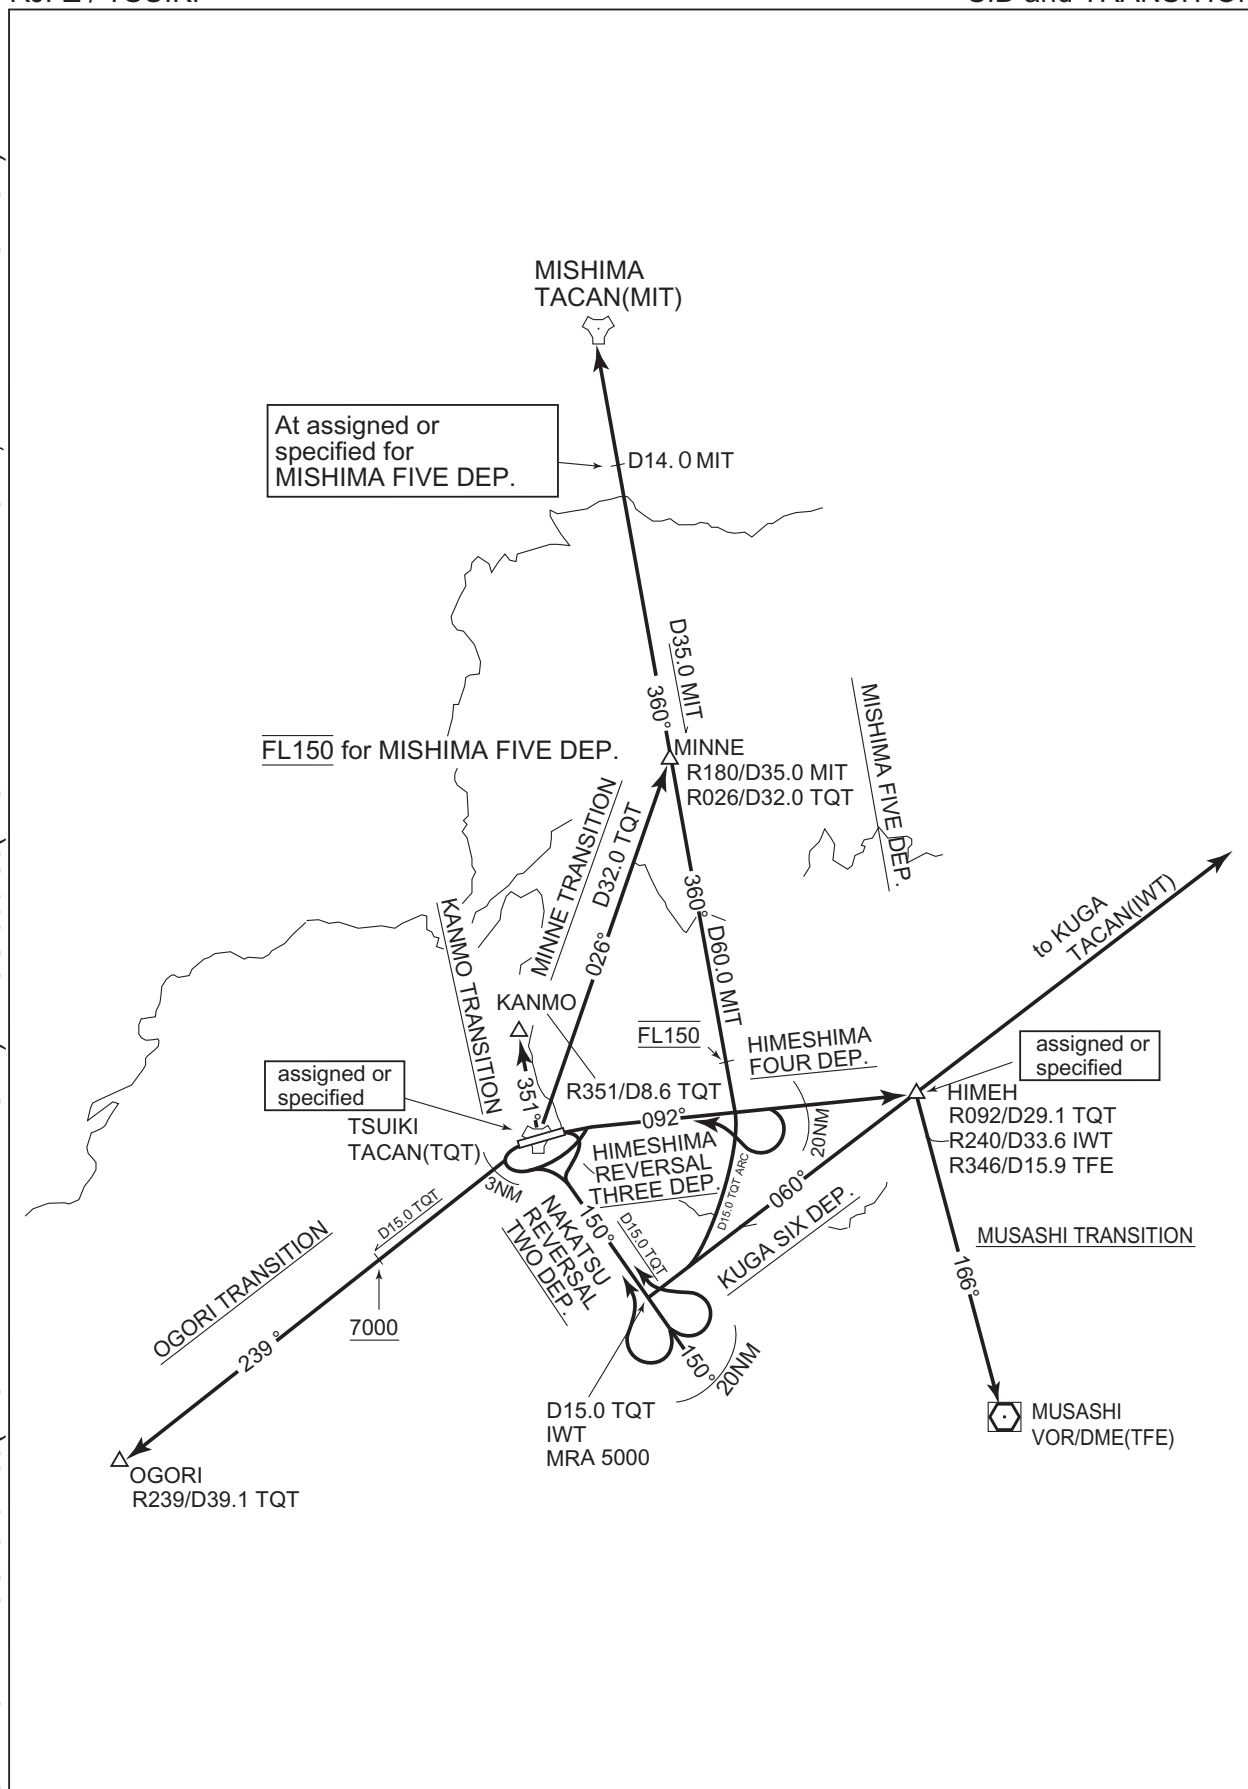 MISHIMA
TACAN(MIT)
At assigned or
specified for
MISHIMA FIVE DEP.
D14.0 MIT
D35.0 MIT
360°
FL150 for MISHIMA FIVE DEP.
MINNE
R180/D35.0 MIT
R026/D32.0 TQT
MISHIMA FIVE DEP.
MINNE TRANSITION
D32.0 TQT
026°
360°
D60.0 MIT
KANMO TRANSITION
to KUGA
TACAN(IWT)
KANMO
351°
FL150
HIMESHIMA
FOUR DEP.
assigned or
specified
assigned or
specified
R351/D8.6 TQT
092°
20NM
HIMEH
R092/D29.1 TQT
R240/D33.6 IWT
R346/D15.9 TFE
TSUIKI
TACAN(TQT)
HIMESHIMA
REVERSAL
THREE DEP.
3NM
D15.0 TQT ARC
060°
KUGA SIX DEP.
NAKATSU
REVERSAL
TWO DEP.
150°
D15.0 TQT
D15.0 TQT
MUSASHI TRANSITION
166°
OGORI TRANSITION
239°
7000
150°
20NM
D15.0 TQT
IWT
MRA 5000
MUSASHI
VOR/DME(TFE)
OGORI
R239/D39.1 TQT